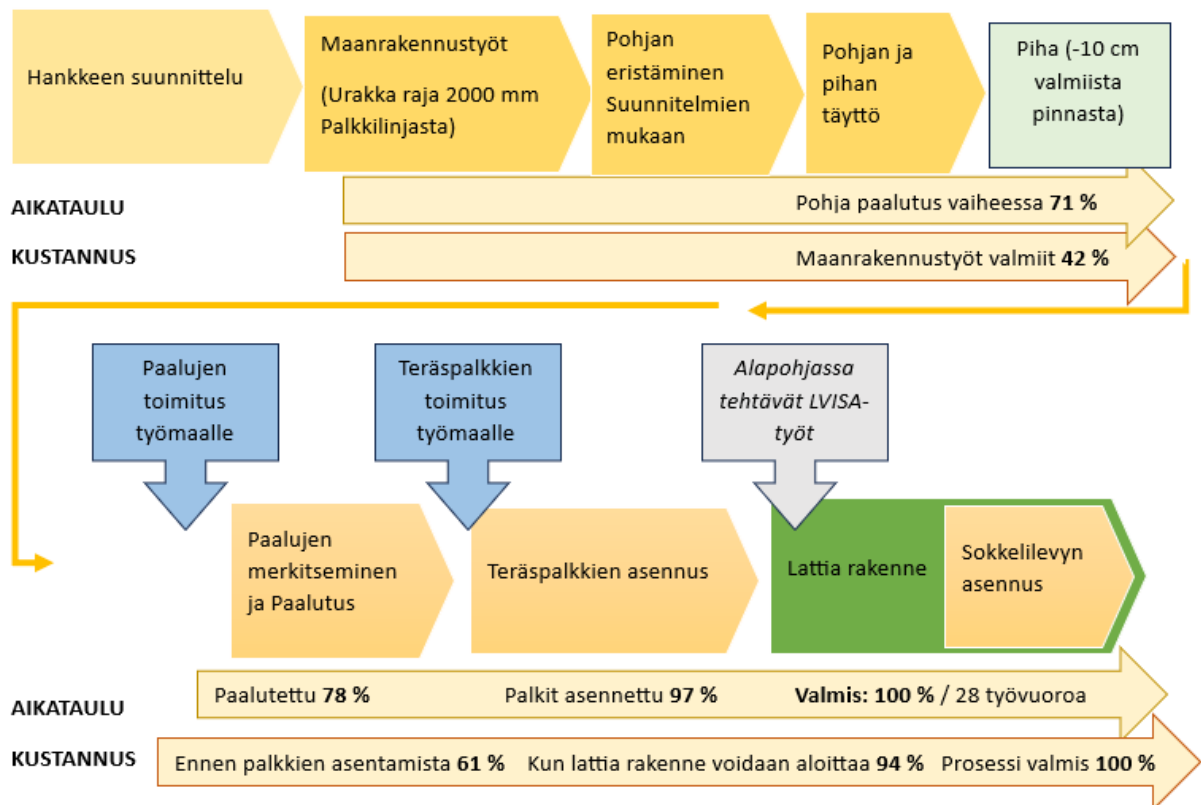 Hankkeen suunnittelu
Maanrakennustyöt
(Urakka raja 2000 mm
Palkkilinjasta)
Pohjan
eristäminen
Suunnitelmien
mukaan
Pohjan ja
pihan
täyttö
Piha (-10 cm
valmiista
pinnasta)
AIKATAULU
Pohja paalutus vaiheessa 71 %
KUSTANNUS
Maanrakennustyöt valmiit 42 %
Paalujen
toimitus
työmaalle
Teräspalkkien
toimitus
työmaalle
Alapohjassa
tehtävät LVISA-
työt
Paalujen
merkitseminen
ja Paalutus
Teräspalkkien asennus
Lattia rakenne
Sokkelilevyn
asennus
AIKATAULU
Paalutettu 78 % Palkit asennettu 97 % Valmis: 100 % / 28 työvuoroa
KUSTANNUS
Ennen palkkien asentamista 61 % Kun lattia rakenne voidaan aloittaa 94 % Prosessi valmis 100 %